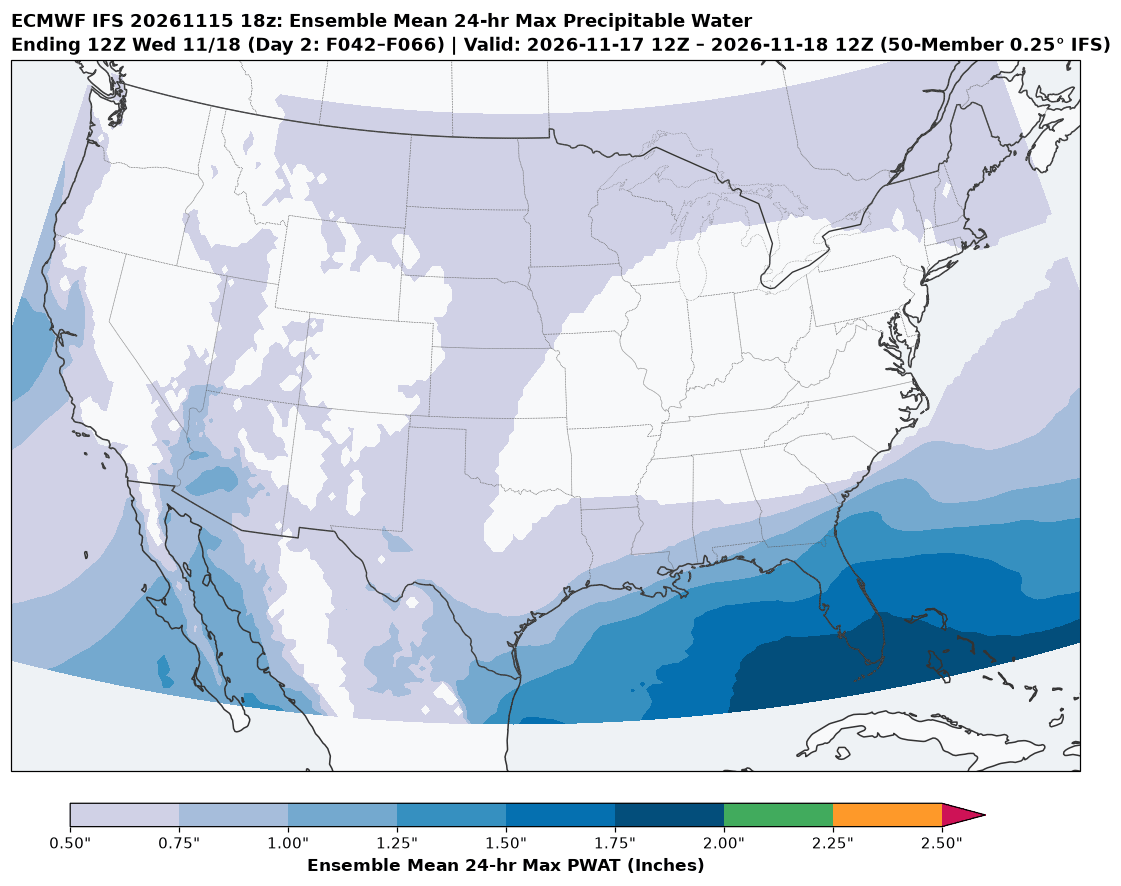 ECMWF IFS 20261115 18z: Ensemble Mean 24-hr Max Precipitable Water
Ending 12Z Wed 11/18 (Day 2: F042–F066) | Valid: 2026-11-17 12Z – 2026-11-18 12Z (50-Member 0.25° IFS)
0.50" 0.75" 1.00" 1.25" 1.50" 1.75" 2.00" 2.25" 2.50"
Ensemble Mean 24-hr Max PWAT (Inches)